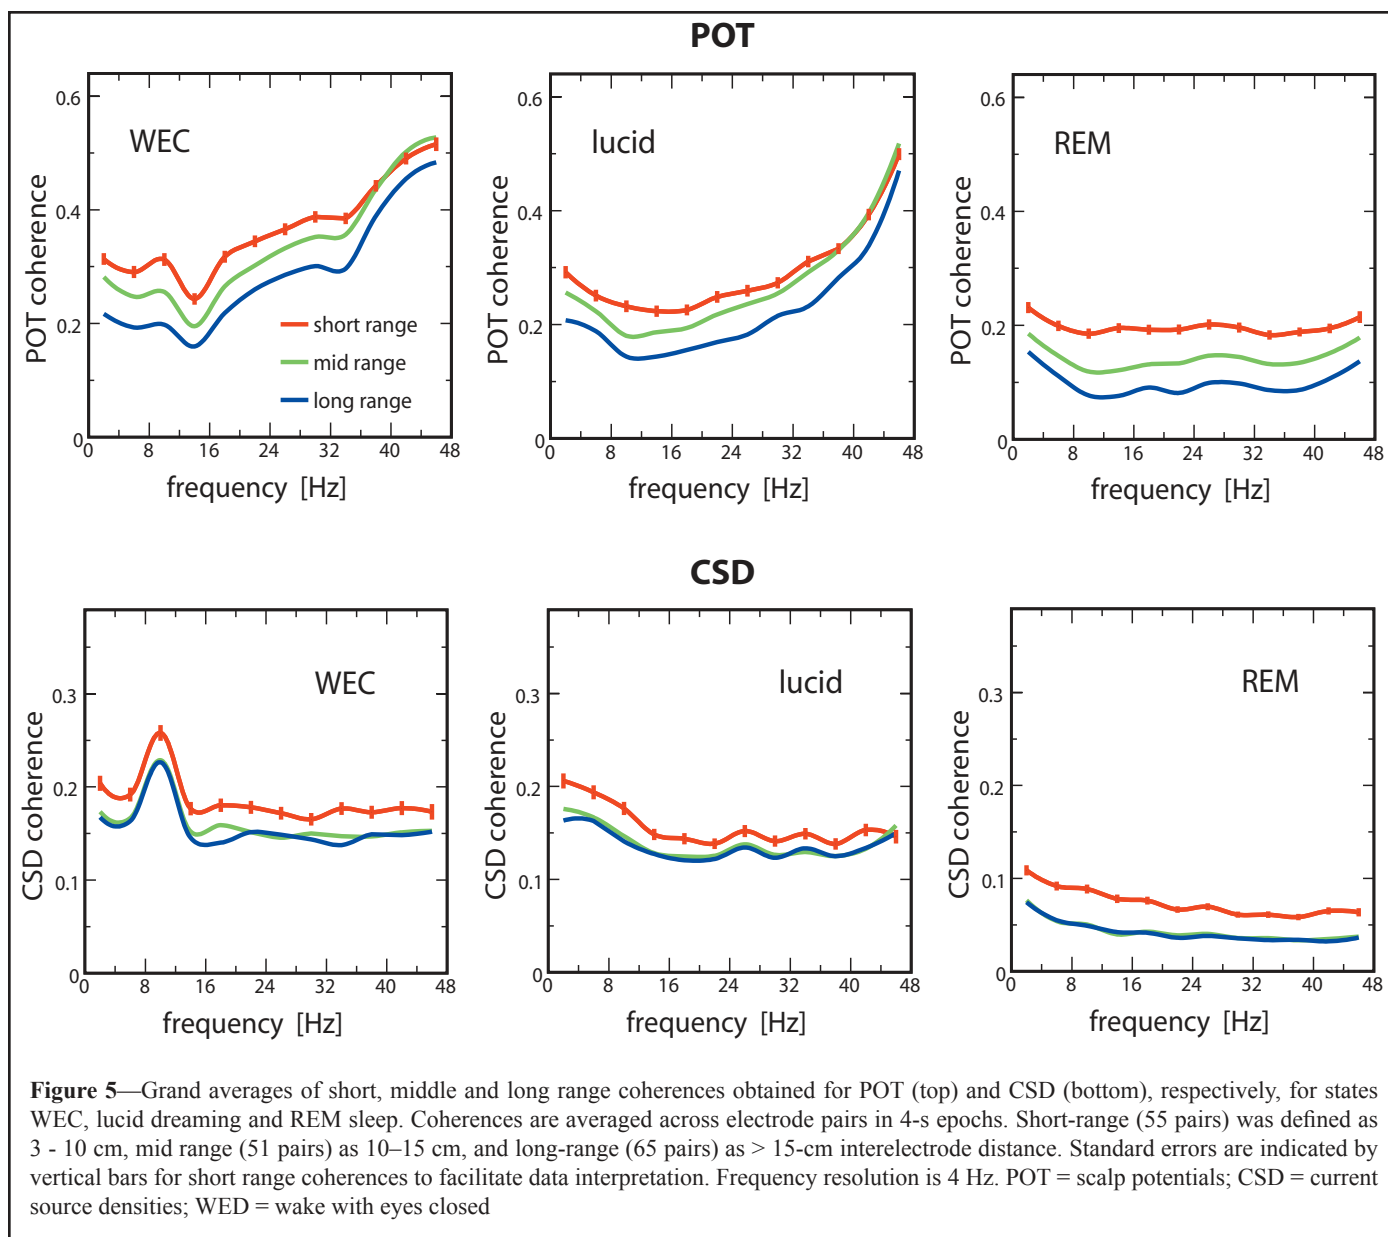 POT
0.6
0.4
0.2
0
POT coherence
WEC
short range
mid range
long range
0 8 16 24 32 40 48
frequency [Hz]
0.6
0.4
0.2
0
POT coherence
lucid
0 8 16 24 32 40 48
frequency [Hz]
0.6
0.4
0.2
0
POT coherence
REM
0 8 16 24 32 40 48
frequency [Hz]
CSD
0.3
0.2
0.1
0
CSD coherence
WEC
0 8 16 24 32 40 48
frequency [Hz]
0.3
0.2
0.1
0
CSD coherence
lucid
0 8 16 24 32 40 48
frequency [Hz]
0.3
0.2
0.1
0
CSD coherence
REM
0 8 16 24 32 40 48
frequency [Hz]
Figure 5—Grand averages of short, middle and long range coherences obtained for POT (top) and CSD (bottom), respectively, for states
WEC, lucid dreaming and REM sleep. Coherences are averaged across electrode pairs in 4-s epochs. Short-range (55 pairs) was defined as
3 - 10 cm, mid range (51 pairs) as 10–15 cm, and long-range (65 pairs) as > 15-cm interelectrode distance. Standard errors are indicated by
vertical bars for short range coherences to facilitate data interpretation. Frequency resolution is 4 Hz. POT = scalp potentials; CSD = current
source densities; WED = wake with eyes closed